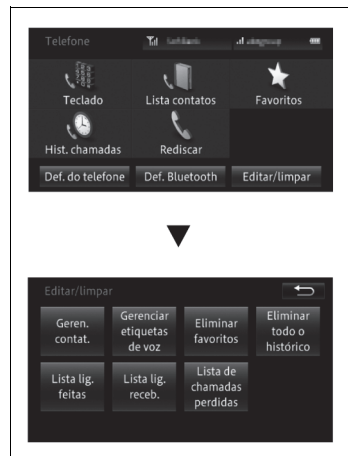 Telefone
Teclado
Lista contatos
Favoritos
Hist. chamadas
Rediscar
Def. do telefone
Def. Bluetooth
Editar/limpar
Editar/limpar
Geren.
contat.
Gerenciar
etiquetas
de voz
Eliminar
favoritos
Eliminar
todo o
histórico
Lista lig.
feitas
Lista lig.
receb.
Lista de
chamadas
perdidas